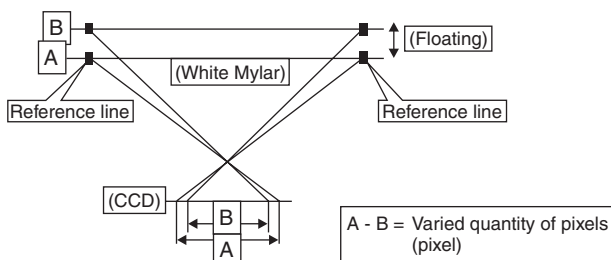 B
(Floating)
A
(White Mylar)
Reference line
Reference line
(CCD)
B
A
A - B = Varied quantity of pixels
(pixel)